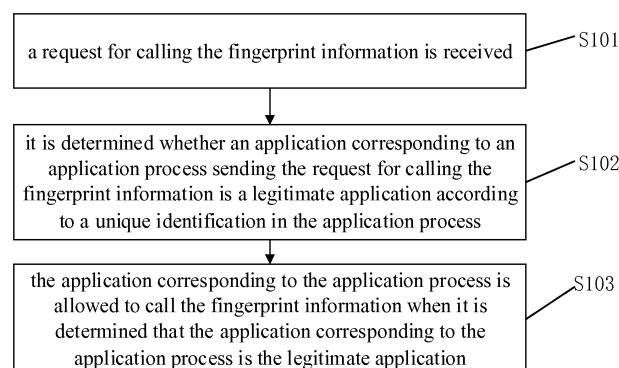 a request for calling the fingerprint information is received
S101
it is determined whether an application corresponding to an
application process sending the request for calling the
fingerprint information is a legitimate application according
to a unique identification in the application process
S102
the application corresponding to the application process is
allowed to call the fingerprint information when it is
determined that the application corresponding to the
application process is the legitimate application
S103